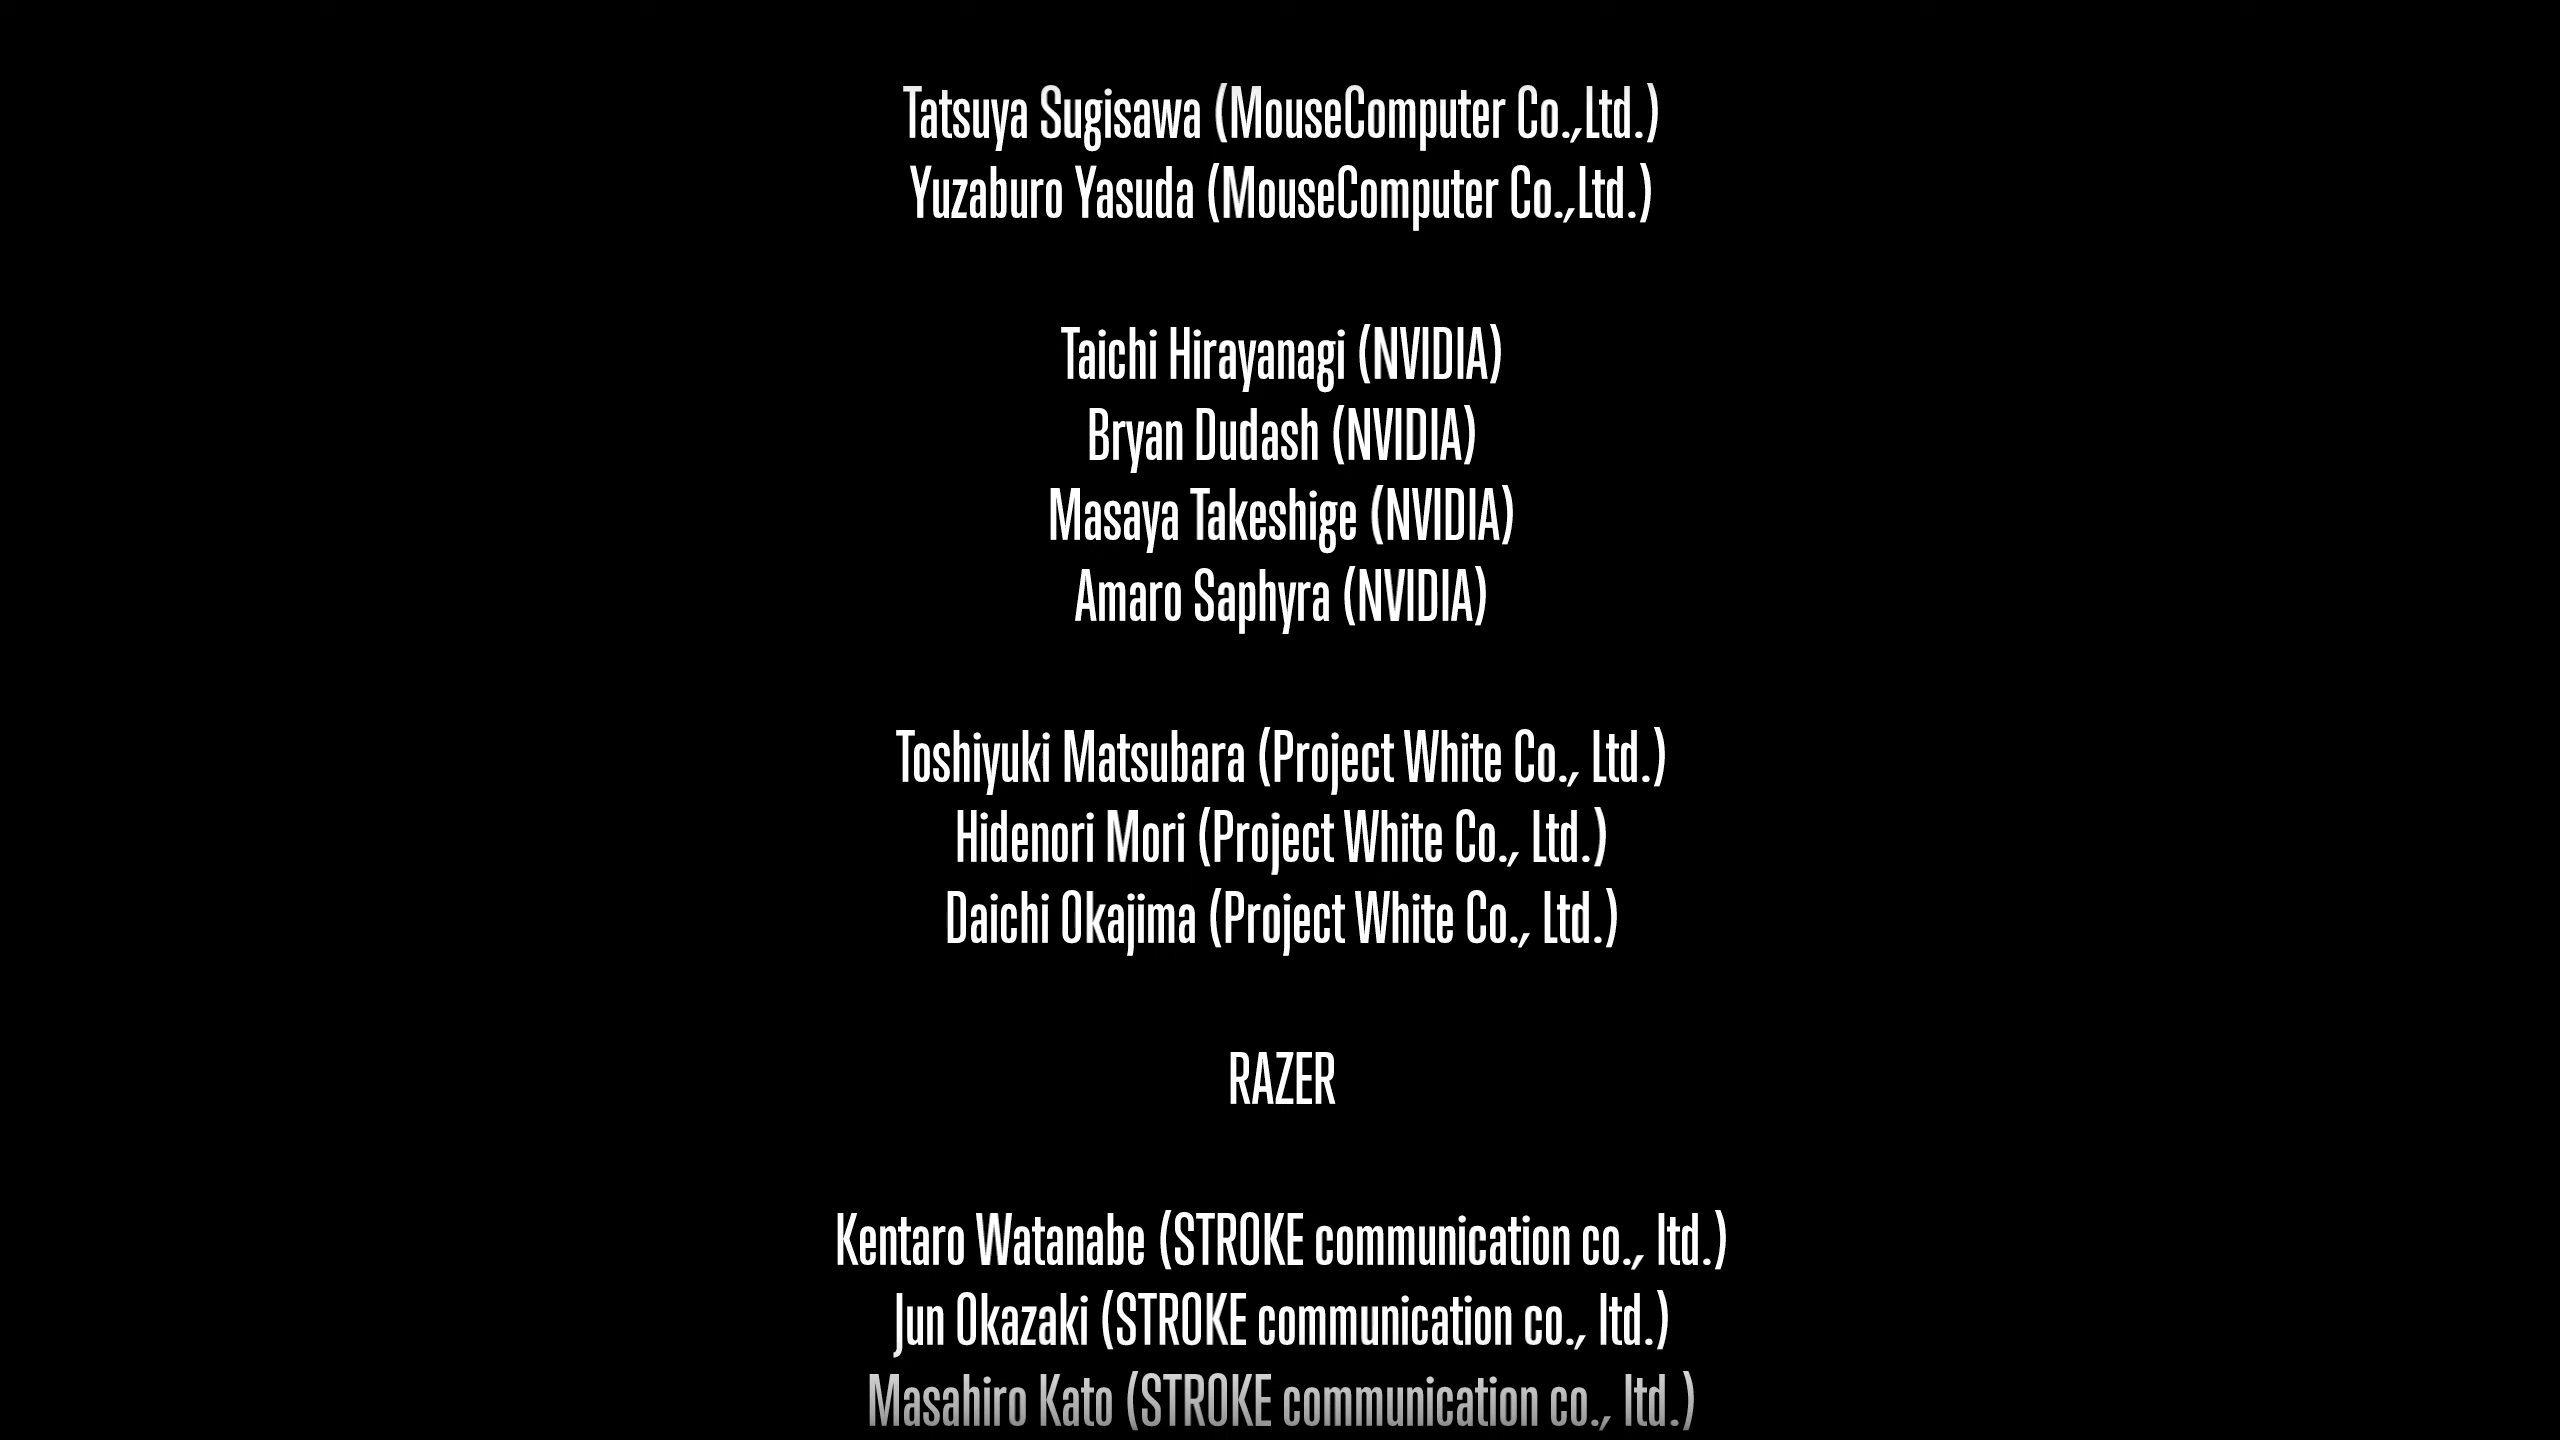 Tatsuya Sugisawa (MouseComputer Co.,Ltd.)
Yuzaburo Yasuda (MouseComputer Co.,Ltd.)
Taichi Hirayanagi (NVIDIA)
Bryan Dudash (NVIDIA)
Masaya Takeshige (NVIDIA)
Amaro Saphyra (NVIDIA)
Toshiyuki Matsubara (Project White Co., Ltd.)
Hidenori Mori (Project White Co., Ltd.)
Daichi Okajima (Project White Co., Ltd.)
RAZER
Kentaro Watanabe (STROKE communication co., ltd.)
Jun Okazaki (STROKE communication co., ltd.)
Masahiro Kato (STROKE communication co., ltd.)